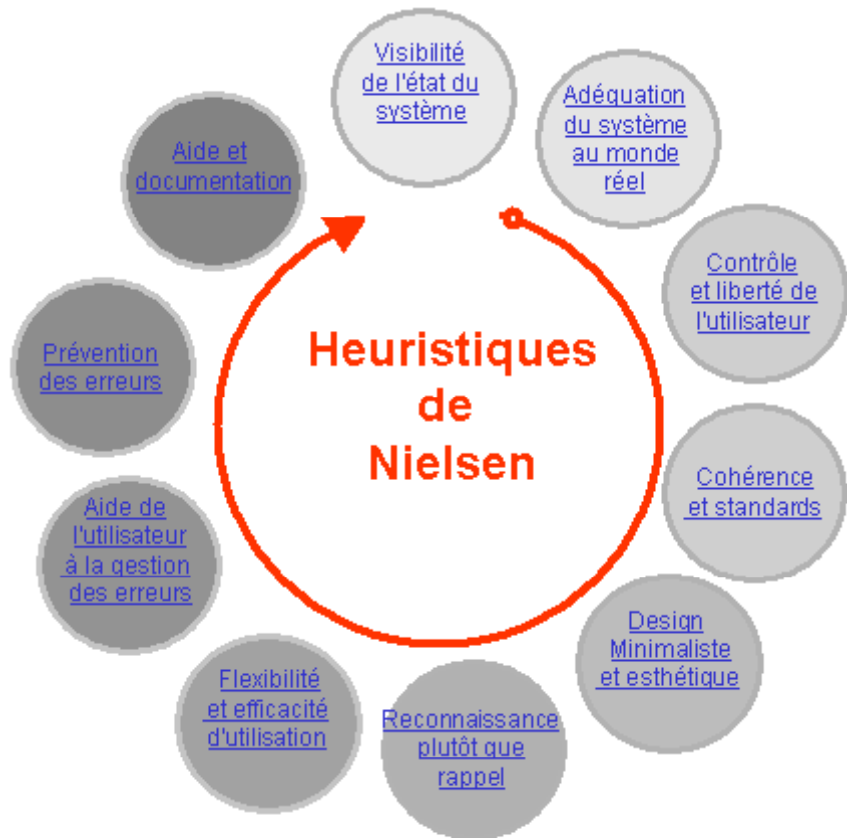 Visibilité
de l'état du
système
Adéquation
du système
au monde
réel
Contrôle
et liberté de
l'utilisateur
Cohérence
et standards
Design
Minimaliste
et esthétique
Reconnaissance
plutôt que
rappel
Flexibilité
et efficacité
d'utilisation
Aide de
l'utilisateur
à la gestion
des erreurs
Prévention
des erreurs
Aide et
documentation
Heuristiques
de
Nielsen